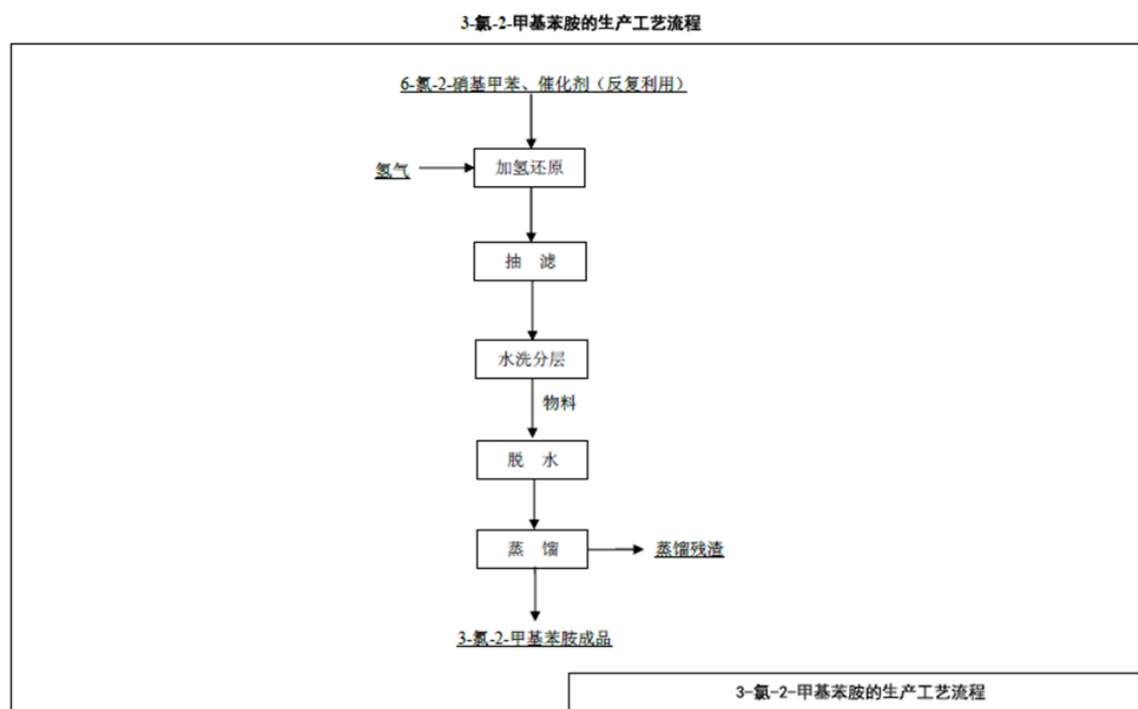 3-氯-2-甲基苯胺的生产工艺流程
6-氯-2-硝基甲苯、催化剂（反复利用）
氢气
加氢还原
抽 滤
水洗分层
物料
脱 水
蒸 馏
蒸馏残渣
3-氯-2-甲基苯胺成品
3-氯-2-甲基苯胺的生产工艺流程